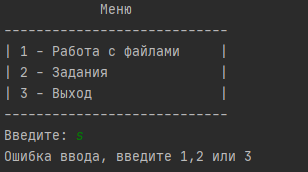 Меню
----------------------------
| 1 - Работа с файлами     |
| 2 - Задания              |
| 3 - Выход                |
----------------------------
Введите: s
Ошибка ввода, введите 1,2 или 3